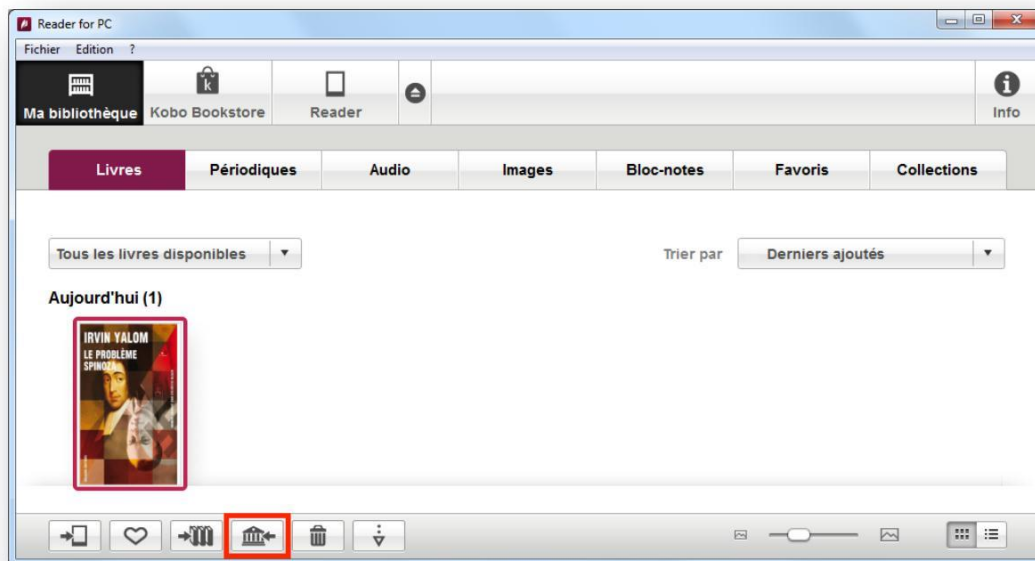 Reader for PC
Fichier Edition ?
Ma bibliothèque Kobo Bookstore Reader Info
Livres Périodiques Audio Images Bloc-notes Favoris Collections
Tous les livres disponibles Trier par Derniers ajoutés
Aujourd'hui (1)
IRVIN YALOM
LE PROBLÈME
SPINOZA